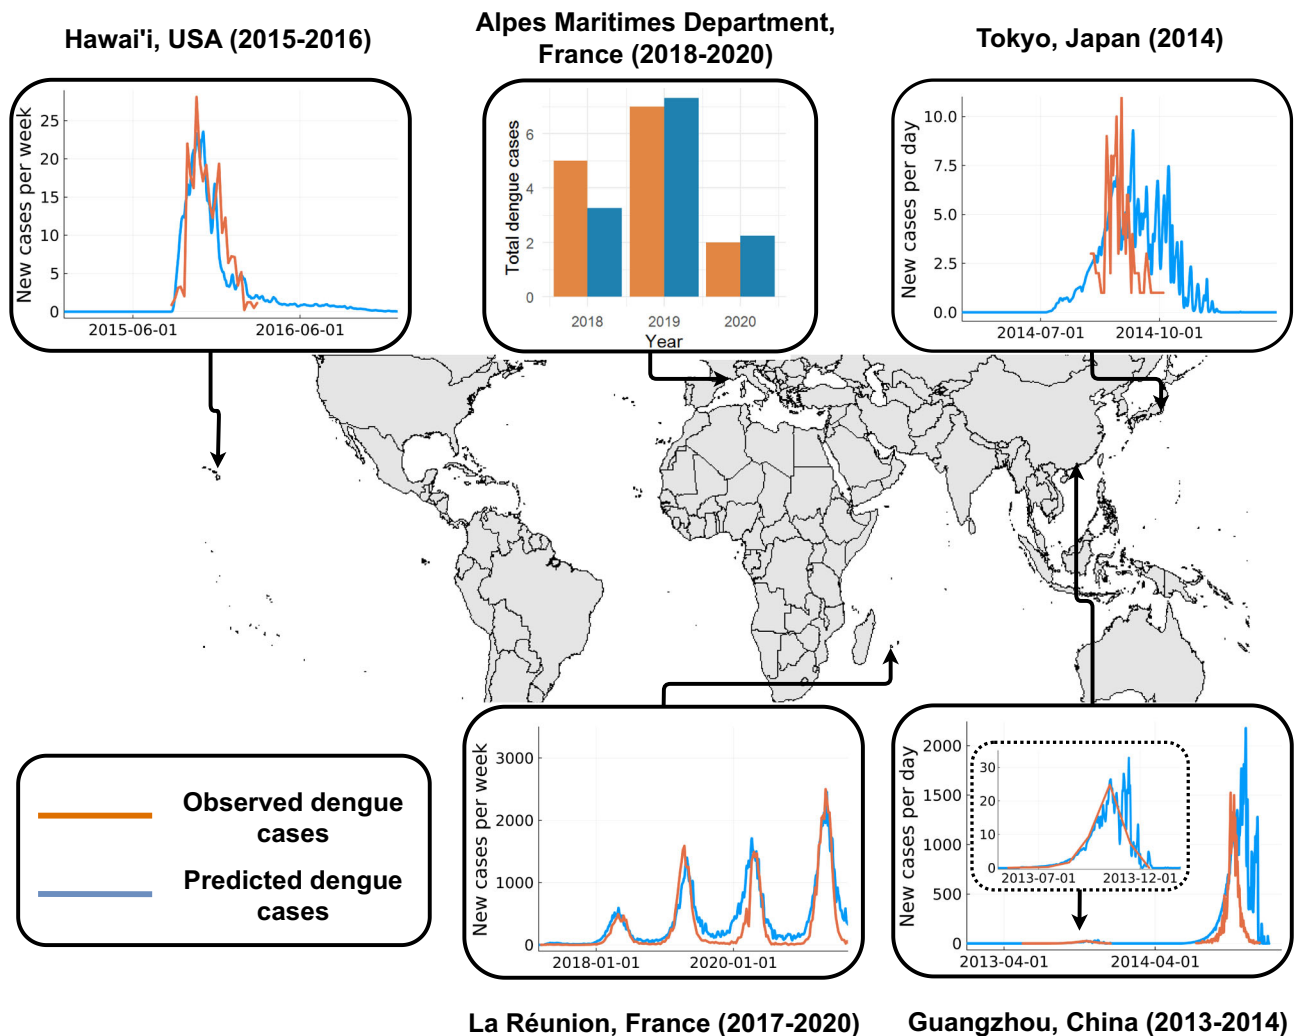 Hawai'i, USA (2015-2016)
Alpes Maritimes Department,
France (2018-2020)
Tokyo, Japan (2014)
New cases per week
25
20
15
10
5
0
2015-06-01
2016-06-01
Total dengue cases
6
4
2
0
2018
2019
2020
Year
New cases per day
10.0
7.5
5.0
2.5
0.0
2014-07-01
2014-10-01
Observed dengue
cases
Predicted dengue
cases
New cases per week
3000
2000
1000
0
2018-01-01
2020-01-01
New cases per day
2000
1500
1000
500
0
2013-04-01
2014-04-01
30
20
10
0
2013-07-01
2013-12-01
La Réunion, France (2017-2020)
Guangzhou, China (2013-2014)